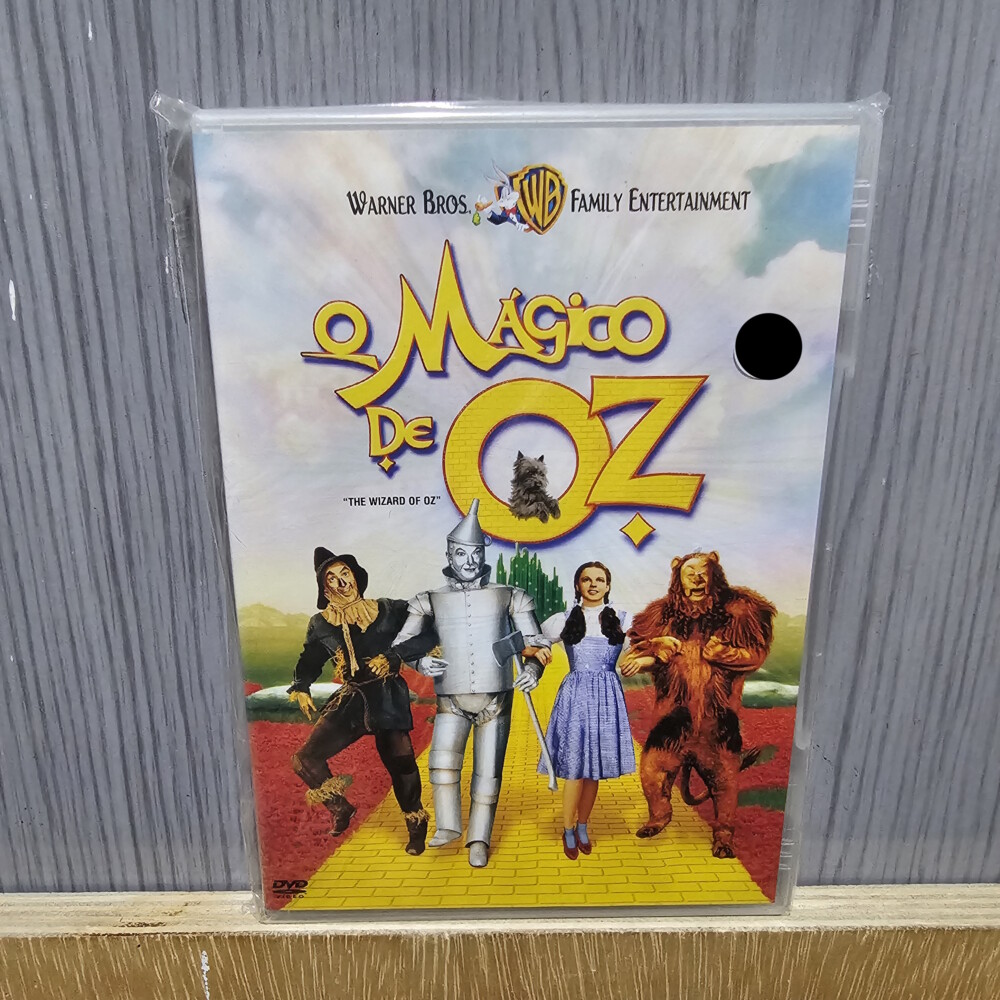 WARNER BROS. WB FAMILY ENTERTAINMENT
O MÁGICO
DE OZ
"THE WIZARD OF OZ"
DVD
VIDEO